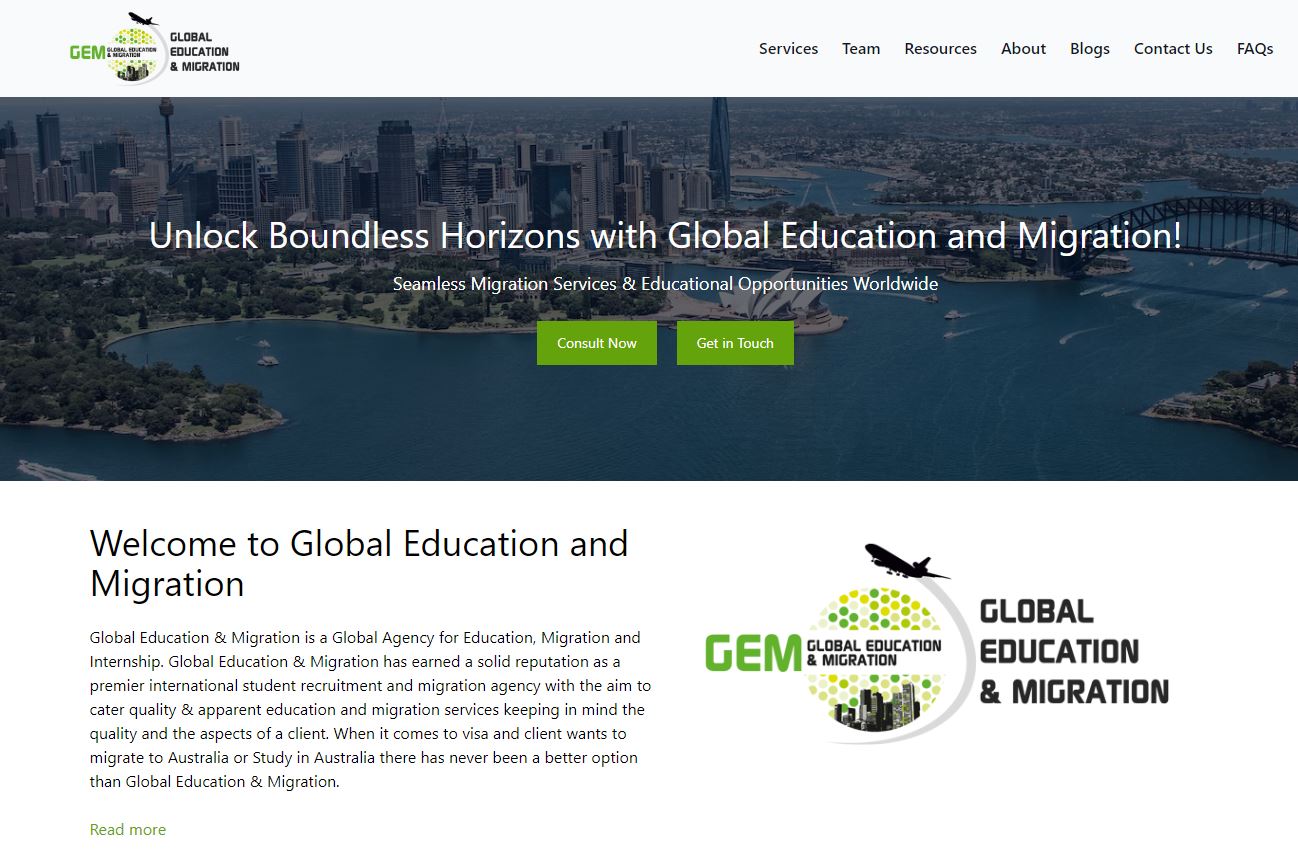 GEM GLOBAL EDUCATION
& MIGRATION
GLOBAL
EDUCATION
& MIGRATION
Services Team Resources About Blogs Contact Us FAQs
Unlock Boundless Horizons with Global Education and Migration!
Seamless Migration Services & Educational Opportunities Worldwide
Consult Now Get in Touch
Welcome to Global Education and
Migration
Global Education & Migration is a Global Agency for Education, Migration and
Internship. Global Education & Migration has earned a solid reputation as a
premier international student recruitment and migration agency with the aim to
cater quality & apparent education and migration services keeping in mind the
quality and the aspects of a client. When it comes to visa and client wants to
migrate to Australia or Study in Australia there has never been a better option
than Global Education & Migration.
Read more
GEM GLOBAL EDUCATION
& MIGRATION
GLOBAL
EDUCATION
& MIGRATION